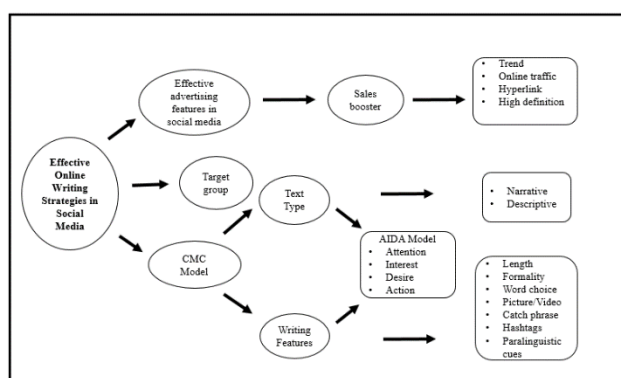 Effective
advertising
features in
social media
Sales
booster
• Trend
• Online traffic
• Hyperlink
• High definition
Effective
Online
Writing
Strategies in
Social
Media
Target
group
Text
Type
• Narrative
• Descriptive
CMC
Model
AIDA Model
• Attention
• Interest
• Desire
• Action
Writing
Features
• Length
• Formality
• Word choice
• Picture/Video
• Catch phrase
• Hashtags
• Paralinguistic
cues